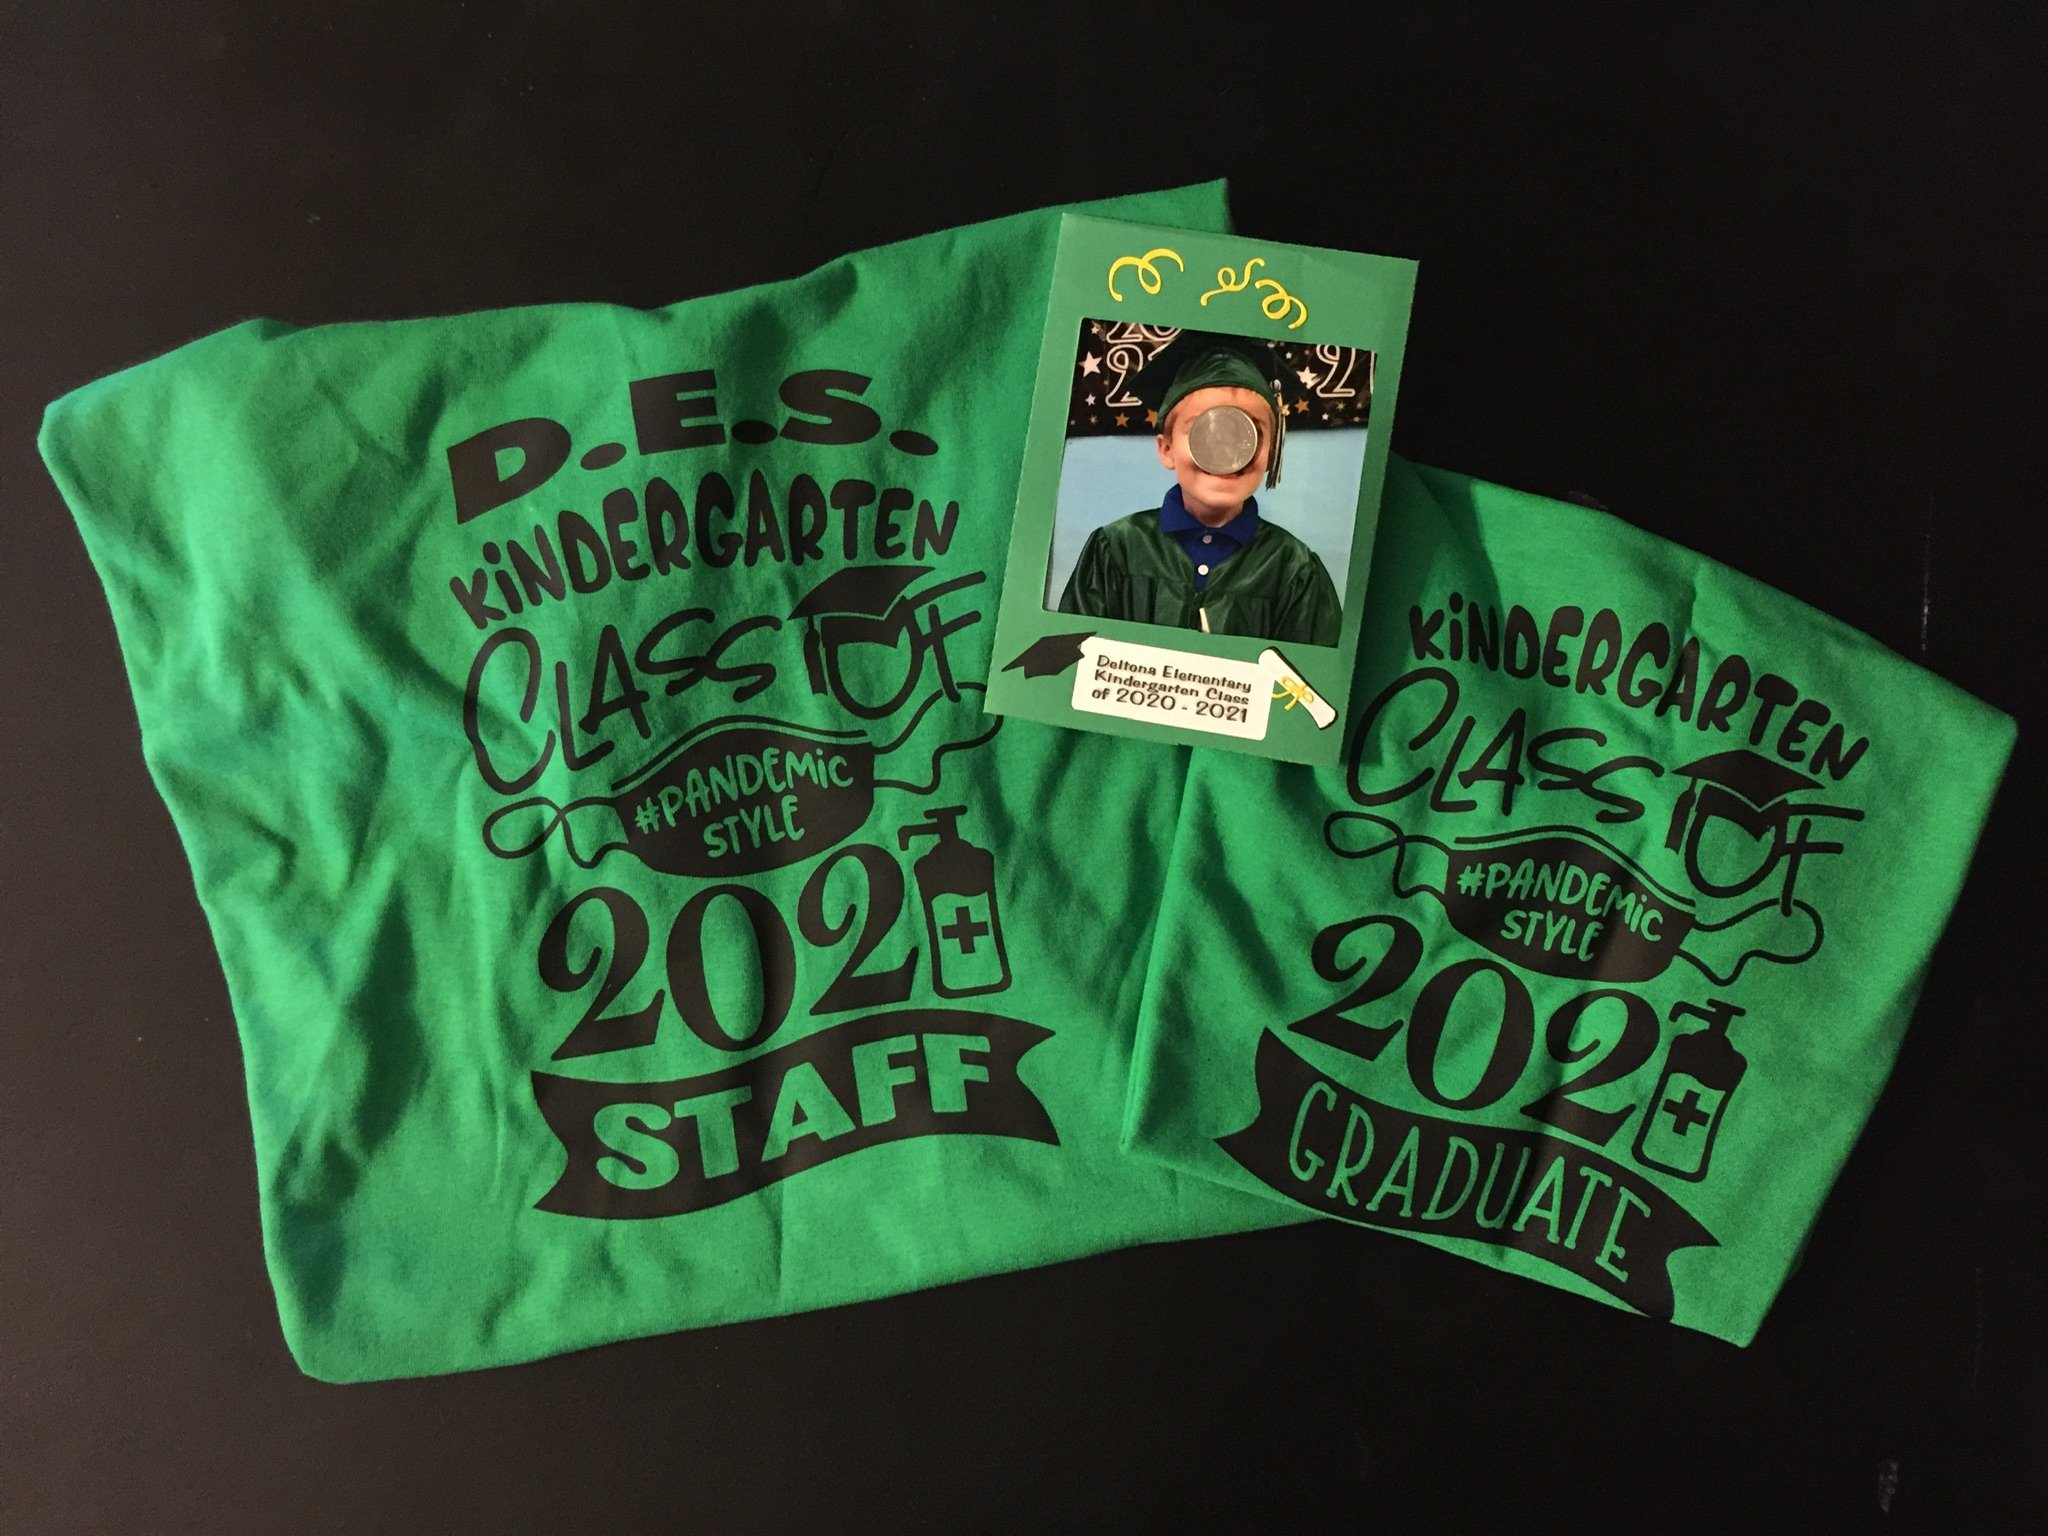 D.E.S.
KiNDERGARTEN
CLASS OF
#PANDEMiC
STYLE
2021
STAFF
2021
Deltona Elementary
Kindergarten Class
of 2020 - 2021
KiNDERGARTEN
CLASS OF
#PANDEMiC
STYLE
2021
GRADUATE